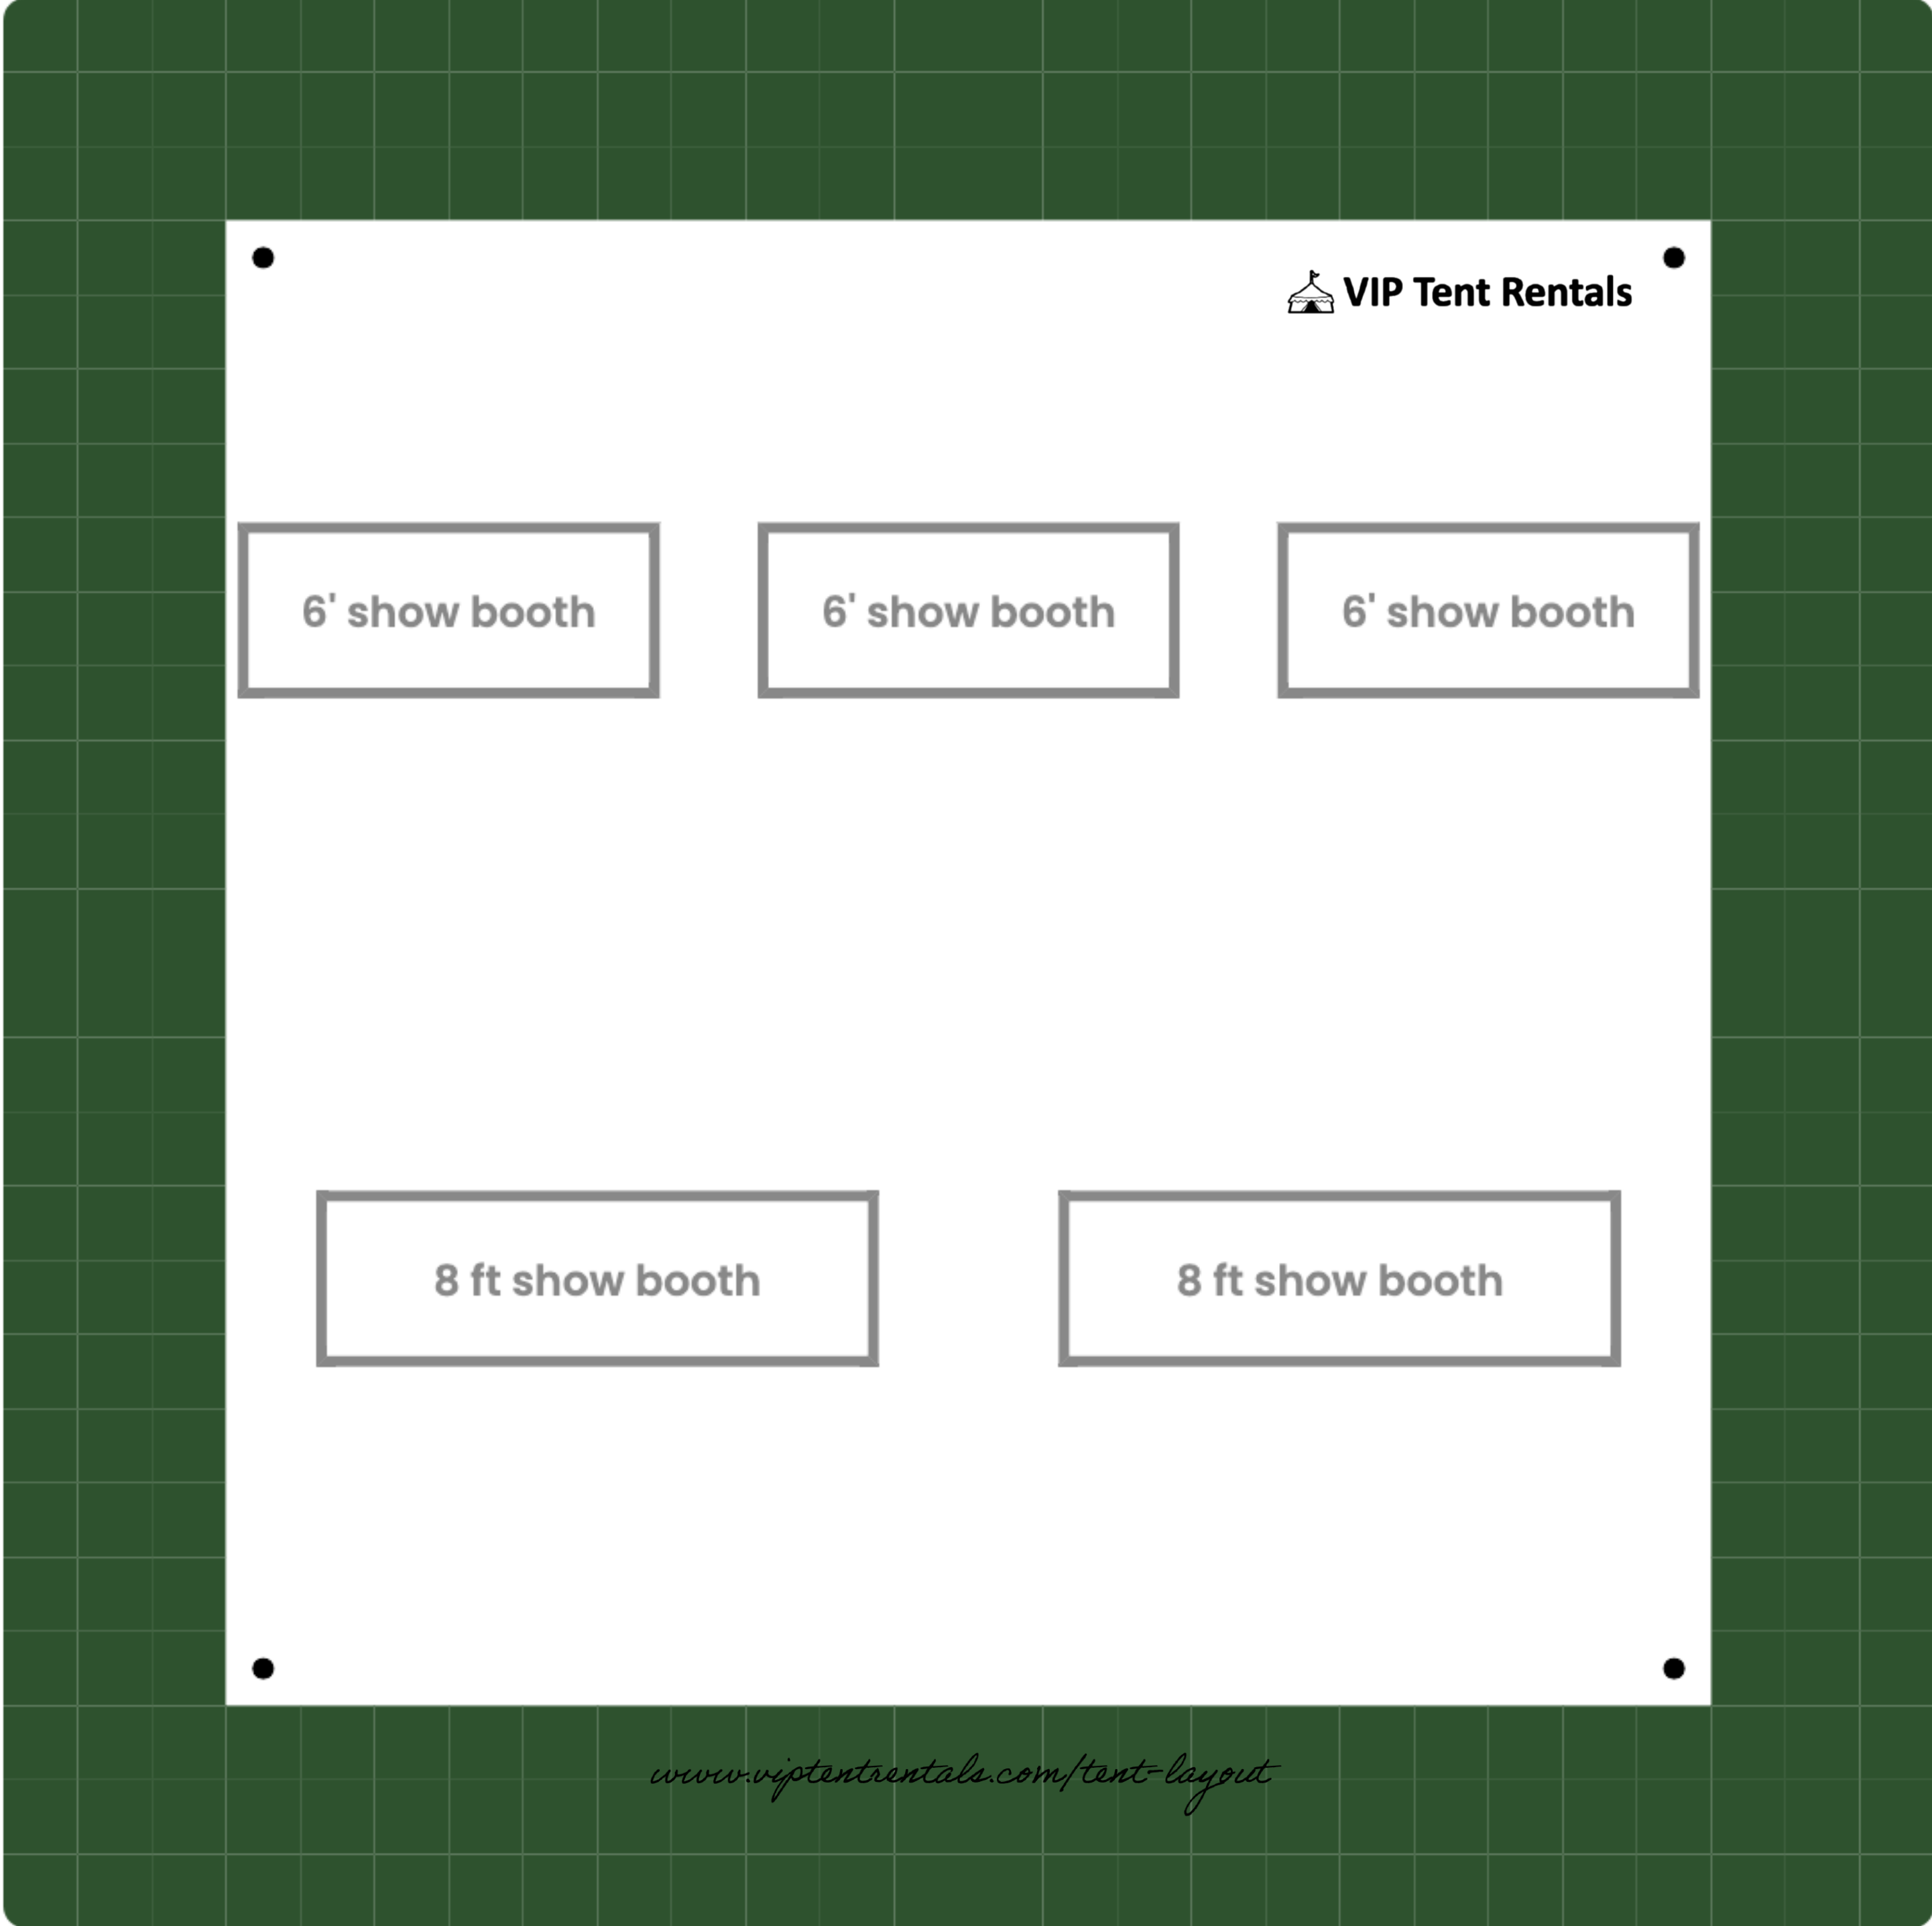 VIP Tent Rentals
6' show booth 6' show booth 6' show booth
8 ft show booth 8 ft show booth
www.viptentrentals.com/tent-layout